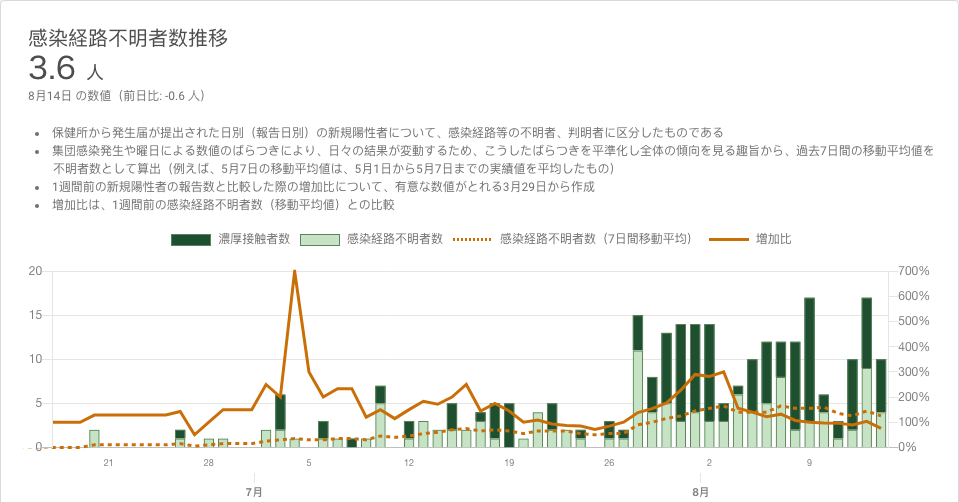 感染経路不明者数推移
3.6 人
8月14日 の数値（前日比: -0.6 人）
• 保健所から発生届が提出された日別（報告日別）の新規陽性者について、感染経路等の不明者、判明者に区分したものである
• 集団感染発生や曜日による数値のばらつきにより、日々の結果が変動するため、こうしたばらつきを平準化し全体の傾向を見る趣旨から、過去7日間の移動平均値を
不明者数として算出（例えば、5月7日の移動平均値は、5月1日から5月7日までの実績値を平均したもの）
• 1週間前の新規陽性者の報告数と比較した際の増加比について、有意な数値がとれる3月29日から作成
• 増加比は、1週間前の感染経路不明者数（移動平均値）との比較
濃厚接触者数 感染経路不明者数 感染経路不明者数（7日間移動平均） 増加比
20 700%
600%
15 500%
400%
10 300%
5 200%
100%
0 0%
21 28 5 12 19 26 2 9
7月 8月